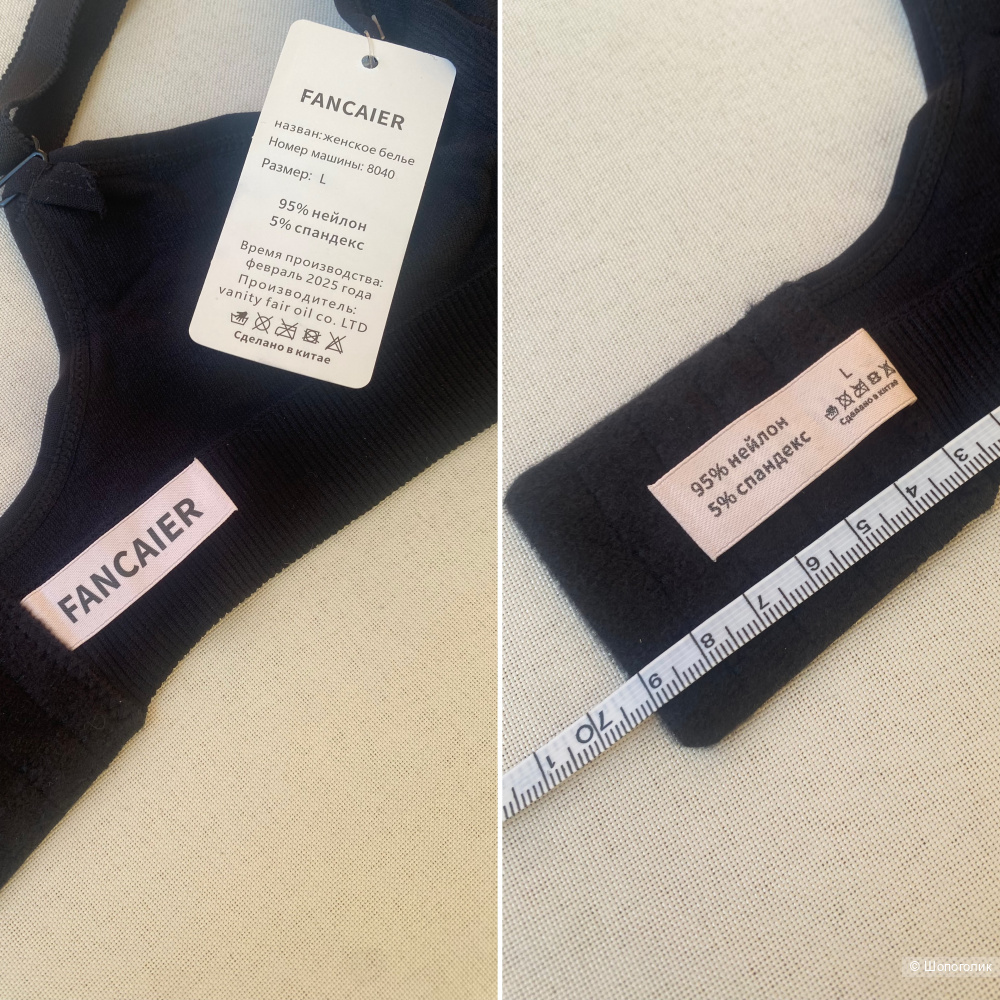 FANCAIER
назван: женское белье
Номер машины: 8040
Размер: L
95% нейлон
5% спандекс
Время производства:
февраль 2025 года
Производитель:
vanity fair oil co. LTD
Сделано в китае
FANCAIER
L
Сделано в китае
95% нейлон
5% спандекс
3
4
5
6
7
8
9
70
1
© Шопоголик